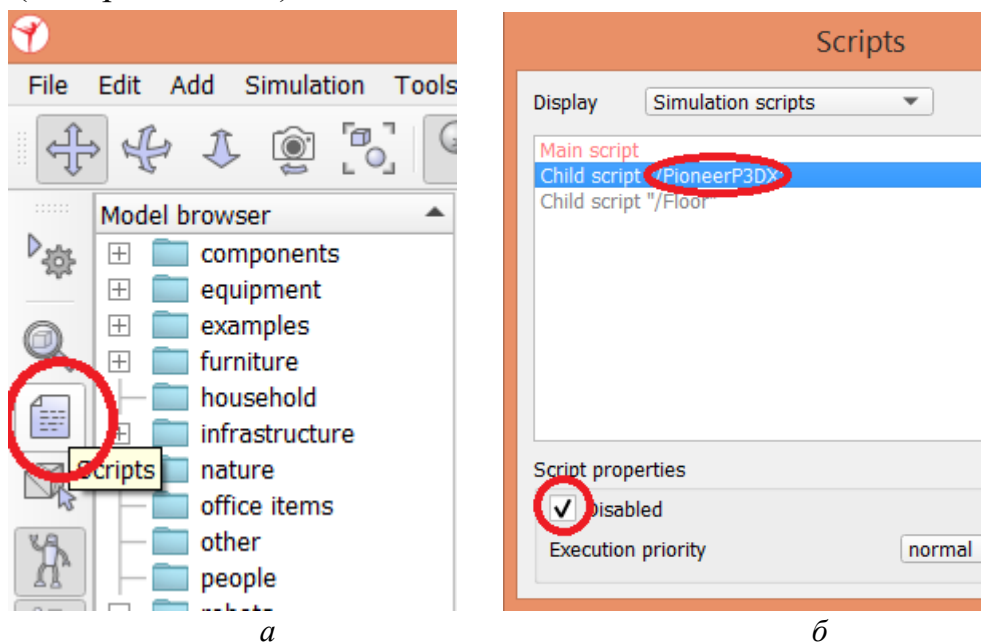 File Edit Add Simulation Tools
Model browser
components
equipment
examples
furniture
household
infrastructure
Scripts nature
office items
other
people
а
Scripts
Display Simulation scripts
Main script
Child script "/PioneerP3DX"
Child script "/Floor"
Script properties
Disabled
Execution priority normal
б